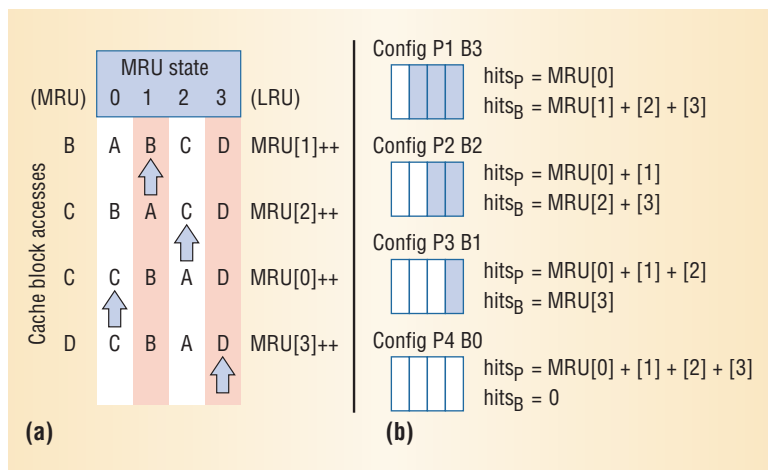 MRU state
(MRU) 0 1 2 3 (LRU)
Cache block accesses
B A B C D MRU[1]++
C B A C D MRU[2]++
C C B A D MRU[0]++
D C B A D MRU[3]++
(a)
Config P1 B3
hitsP = MRU[0]
hitsB = MRU[1] + [2] + [3]
Config P2 B2
hitsP = MRU[0] + [1]
hitsB = MRU[2] + [3]
Config P3 B1
hitsP = MRU[0] + [1] + [2]
hitsB = MRU[3]
Config P4 B0
hitsP = MRU[0] + [1] + [2] + [3]
hitsB = 0
(b)